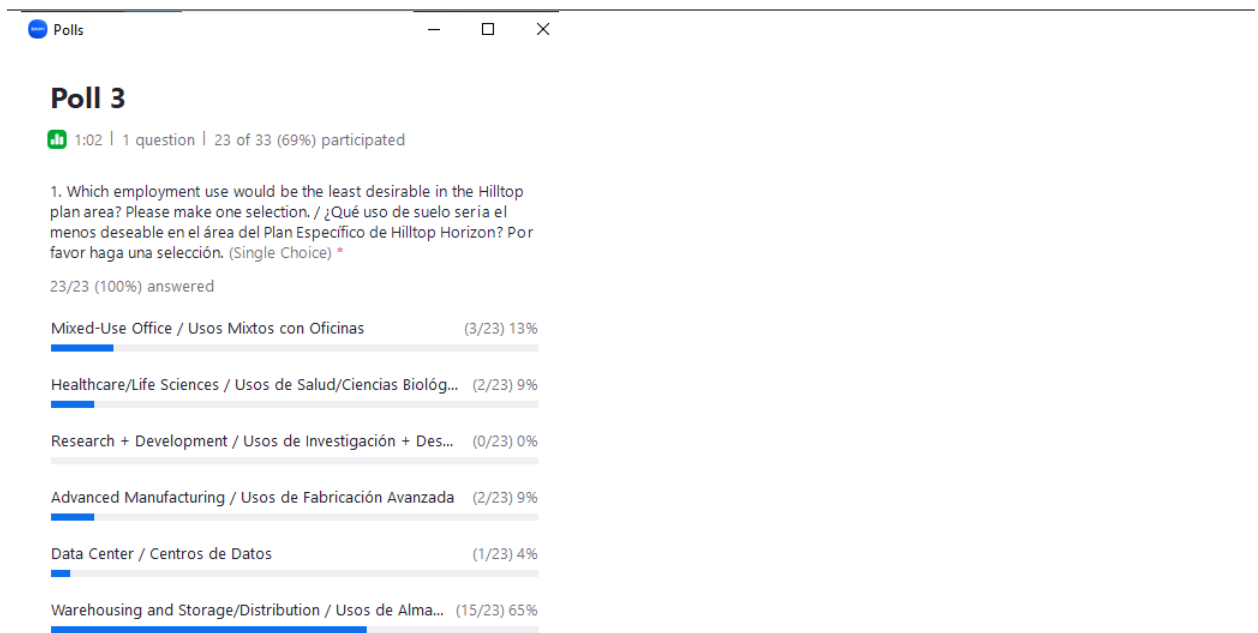 Polls
Poll 3
1:02 | 1 question | 23 of 33 (69%) participated
1. Which employment use would be the least desirable in the Hilltop
plan area? Please make one selection. / ¿Qué uso de suelo seria el
menos deseable en el área del Plan Específico de Hilltop Horizon? Por
favor haga una selección. (Single Choice) *
23/23 (100%) answered
Mixed-Use Office / Usos Mixtos con Oficinas (3/23) 13%
Healthcare/Life Sciences / Usos de Salud/Ciencias Biológ... (2/23) 9%
Research + Development / Usos de Investigación + Des... (0/23) 0%
Advanced Manufacturing / Usos de Fabricación Avanzada (2/23) 9%
Data Center / Centros de Datos (1/23) 4%
Warehousing and Storage/Distribution / Usos de Alma... (15/23) 65%